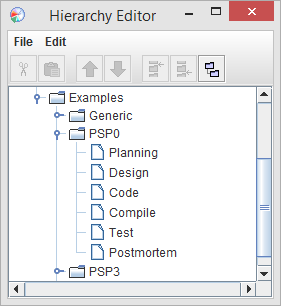 Hierarchy Editor
File Edit
Examples
Generic
PSP0
Planning
Design
Code
Compile
Test
Postmortem
PSP3